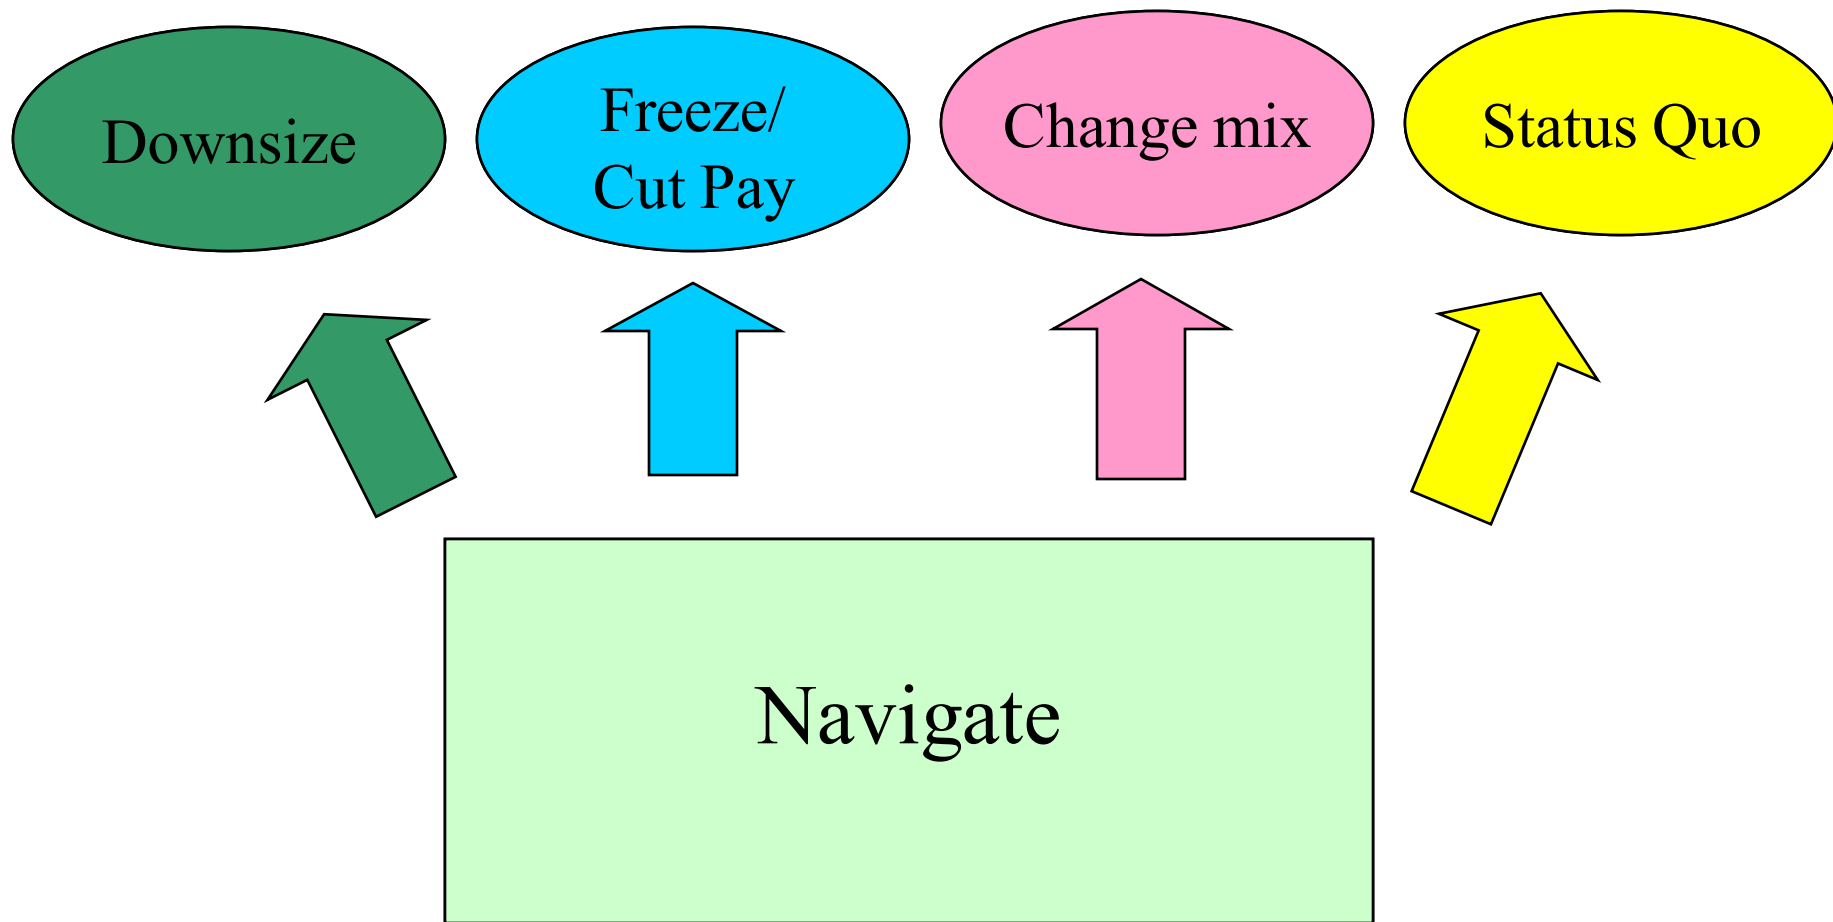 Downsize
Freeze/
Cut Pay
Change mix
Status Quo
Navigate